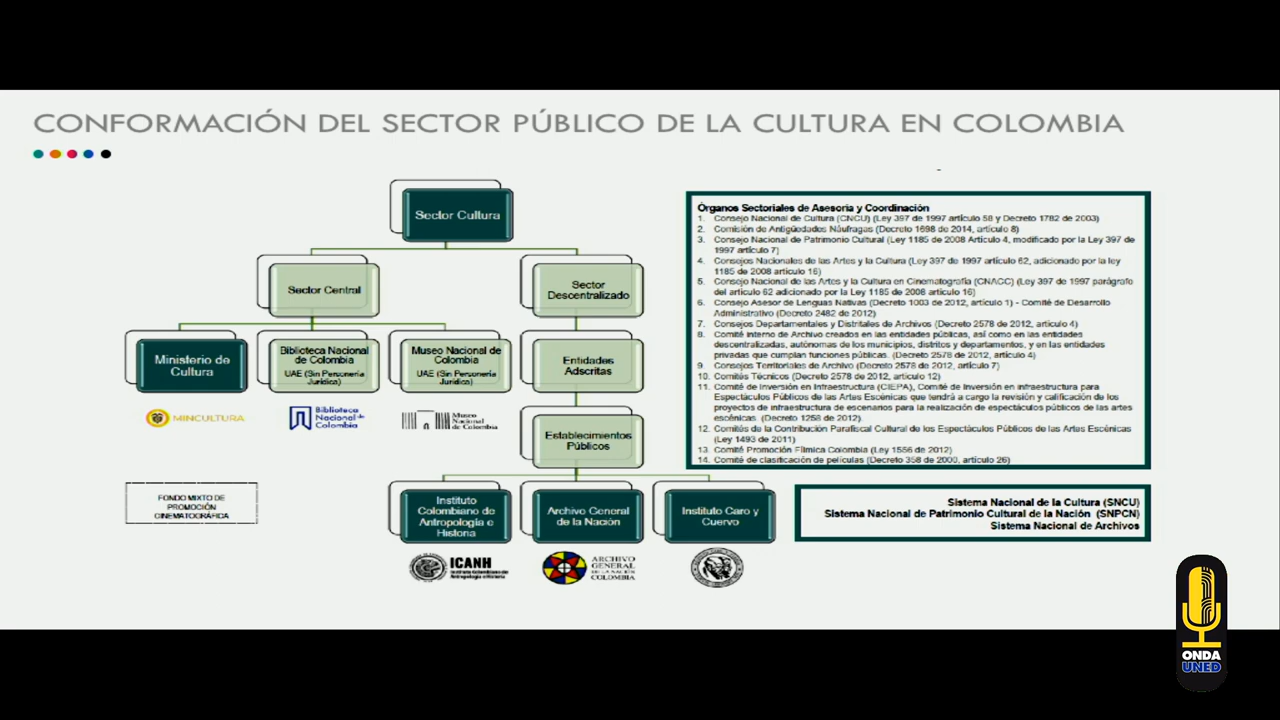 CONFORMACIÓN DEL SECTOR PÚBLICO DE LA CULTURA EN COLOMBIA
Sector Cultura
Sector Central
Sector
Descentralizado
Ministerio de
Cultura
Biblioteca Nacional
de Colombia
UAE (Sin Personería
Jurídica)
Museo Nacional de
Colombia
UAE (Sin Personería
Jurídica)
Entidades
Adscritas
MINCULTURA
Biblioteca
Nacional de
Colombia
Museo
Nacional
de Colombia
Establecimientos
Públicos
FONDO MIXTO DE
PROMOCIÓN
CINEMATOGRÁFICA
Instituto
Colombiano de
Antropología e
Historia
Archivo General
de la Nación
Instituto Caro y
Cuervo
ICANH
Instituto Colombiano de
Antropología e Historia
ARCHIVO
GENERAL
DE LA NACIÓN
COLOMBIA
Órganos Sectoriales de Asesoría y Coordinación
1. Consejo Nacional de Cultura (CNCU) (Ley 397 de 1997 artículo 58 y Decreto 1782 de 2003)
2. Comisión de Antigüedades Náufragas (Decreto 1698 de 2014, artículo 8)
3. Consejo Nacional de Patrimonio Cultural (Ley 1185 de 2008 Artículo 4, modificado por la Ley 397 de
1997 artículo 7)
4. Consejos Nacionales de las Artes y la Cultura (Ley 397 de 1997 artículo 62, adicionado por la ley
1185 de 2008 artículo 16)
5. Consejo Nacional de las Artes y la Cultura en Cinematografía (CNACC) (Ley 397 de 1997 parágrafo
del artículo 62 adicionado por la Ley 1185 de 2008 artículo 16)
6. Consejo Asesor de Lenguas Nativas (Decreto 1003 de 2012, artículo 1) - Comité de Desarrollo
Administrativo (Decreto 2482 de 2012)
7. Consejos Departamentales y Distritales de Archivos (Decreto 2578 de 2012, artículo 4)
8. Comité interno de Archivo creados en las entidades públicas, así como en las entidades
descentralizadas, autónomas de los municipios, distritos y departamentos, y en las entidades
privadas que cumplan funciones públicas. (Decreto 2578 de 2012, artículo 4)
9. Consejos Territoriales de Archivo (Decreto 2578 de 2012, artículo 7)
10. Comités Técnicos (Decreto 2578 de 2012, artículo 12)
11. Comité de Inversión en Infraestructura (CIEPA), Comité de Inversión en infraestructura para
Espectáculos Públicos de las Artes Escénicas que tendrá a cargo la revisión y calificación de los
proyectos de infraestructura de escenarios para la realización de espectáculos públicos de las artes
escénicas. (Decreto 1258 de 2012)
12. Comités de la Contribución Parafiscal Cultural de los Espectáculos Públicos de las Artes Escénicas
(Ley 1493 de 2011)
13. Comité Promoción Fílmica Colombia (Ley 1556 de 2012)
14. Comité de clasificación de películas (Decreto 358 de 2000, artículo 26)
Sistema Nacional de la Cultura (SNCU)
Sistema Nacional de Patrimonio Cultural de la Nación (SNPCN)
Sistema Nacional de Archivos
ONDA
UNED